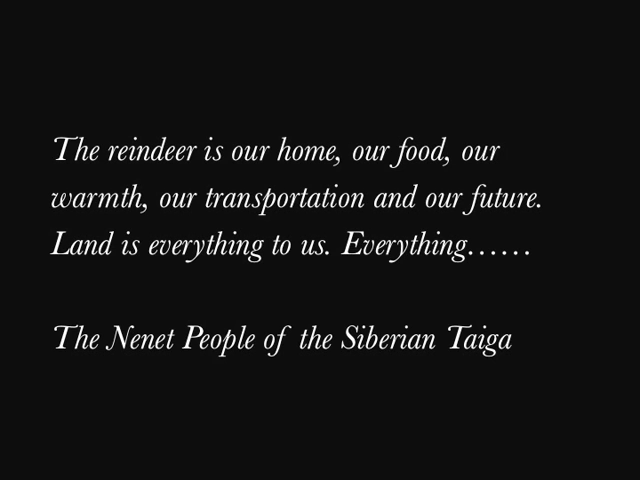 The reindeer is our home, our food, our
warmth, our transportation and our future.
Land is everything to us. Everything......
The Nenet People of the Siberian Taiga